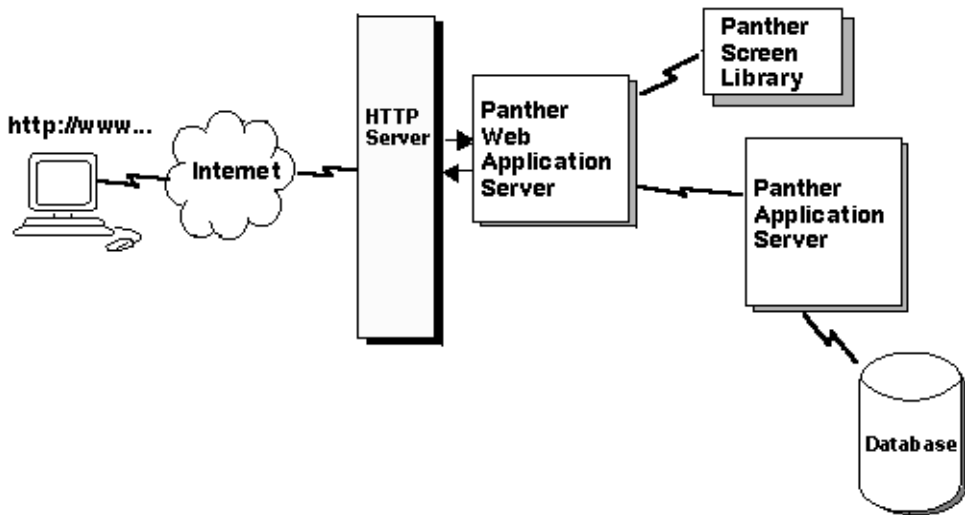 http://www...
Internet
HTTP
Server
Panther
Web
Application
Server
Panther
Screen
Library
Panther
Application
Server
Database